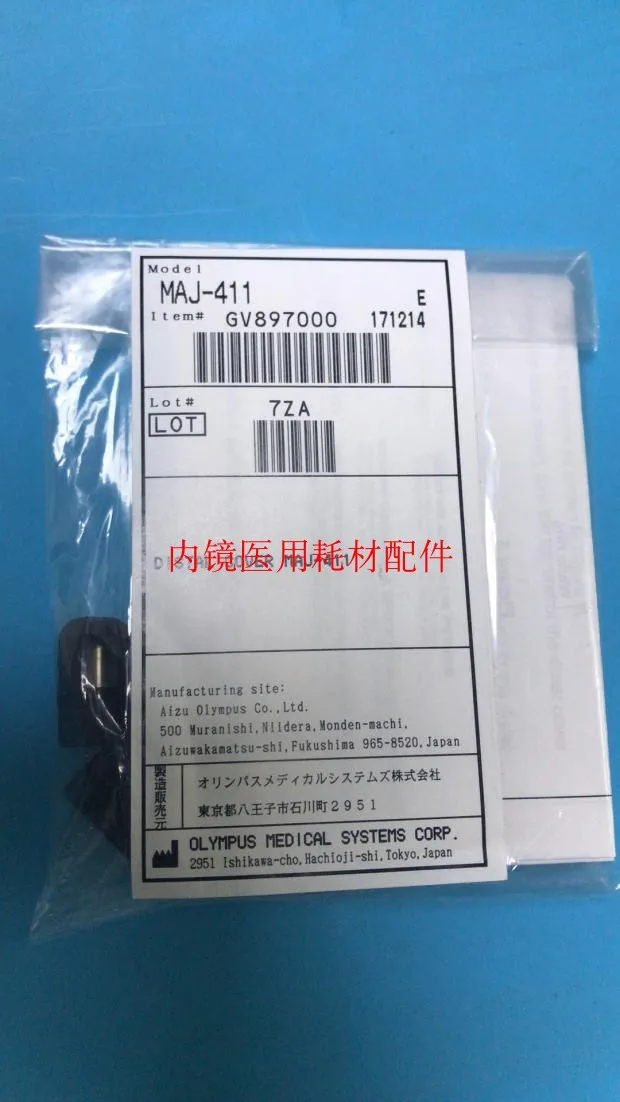 Model
MAJ-411 E
Item# GV897000 171214
Lot# 7ZA
LOT
内镜医用耗材配件
DISTAL COVER MAJ-411
Manufacturing site:
Aizu Olympus Co.,Ltd.
500 Muranishi,Niidera,Monden-machi,
Aizuwakamatsu-shi,Fukushima 965-8520,Japan
製造販売元
オリンパスメディカルシステムズ株式会社
東京都八王子市石川町2951
OLYMPUS MEDICAL SYSTEMS CORP.
2951 Ishikawa-cho,Hachioji-shi,Tokyo,Japan